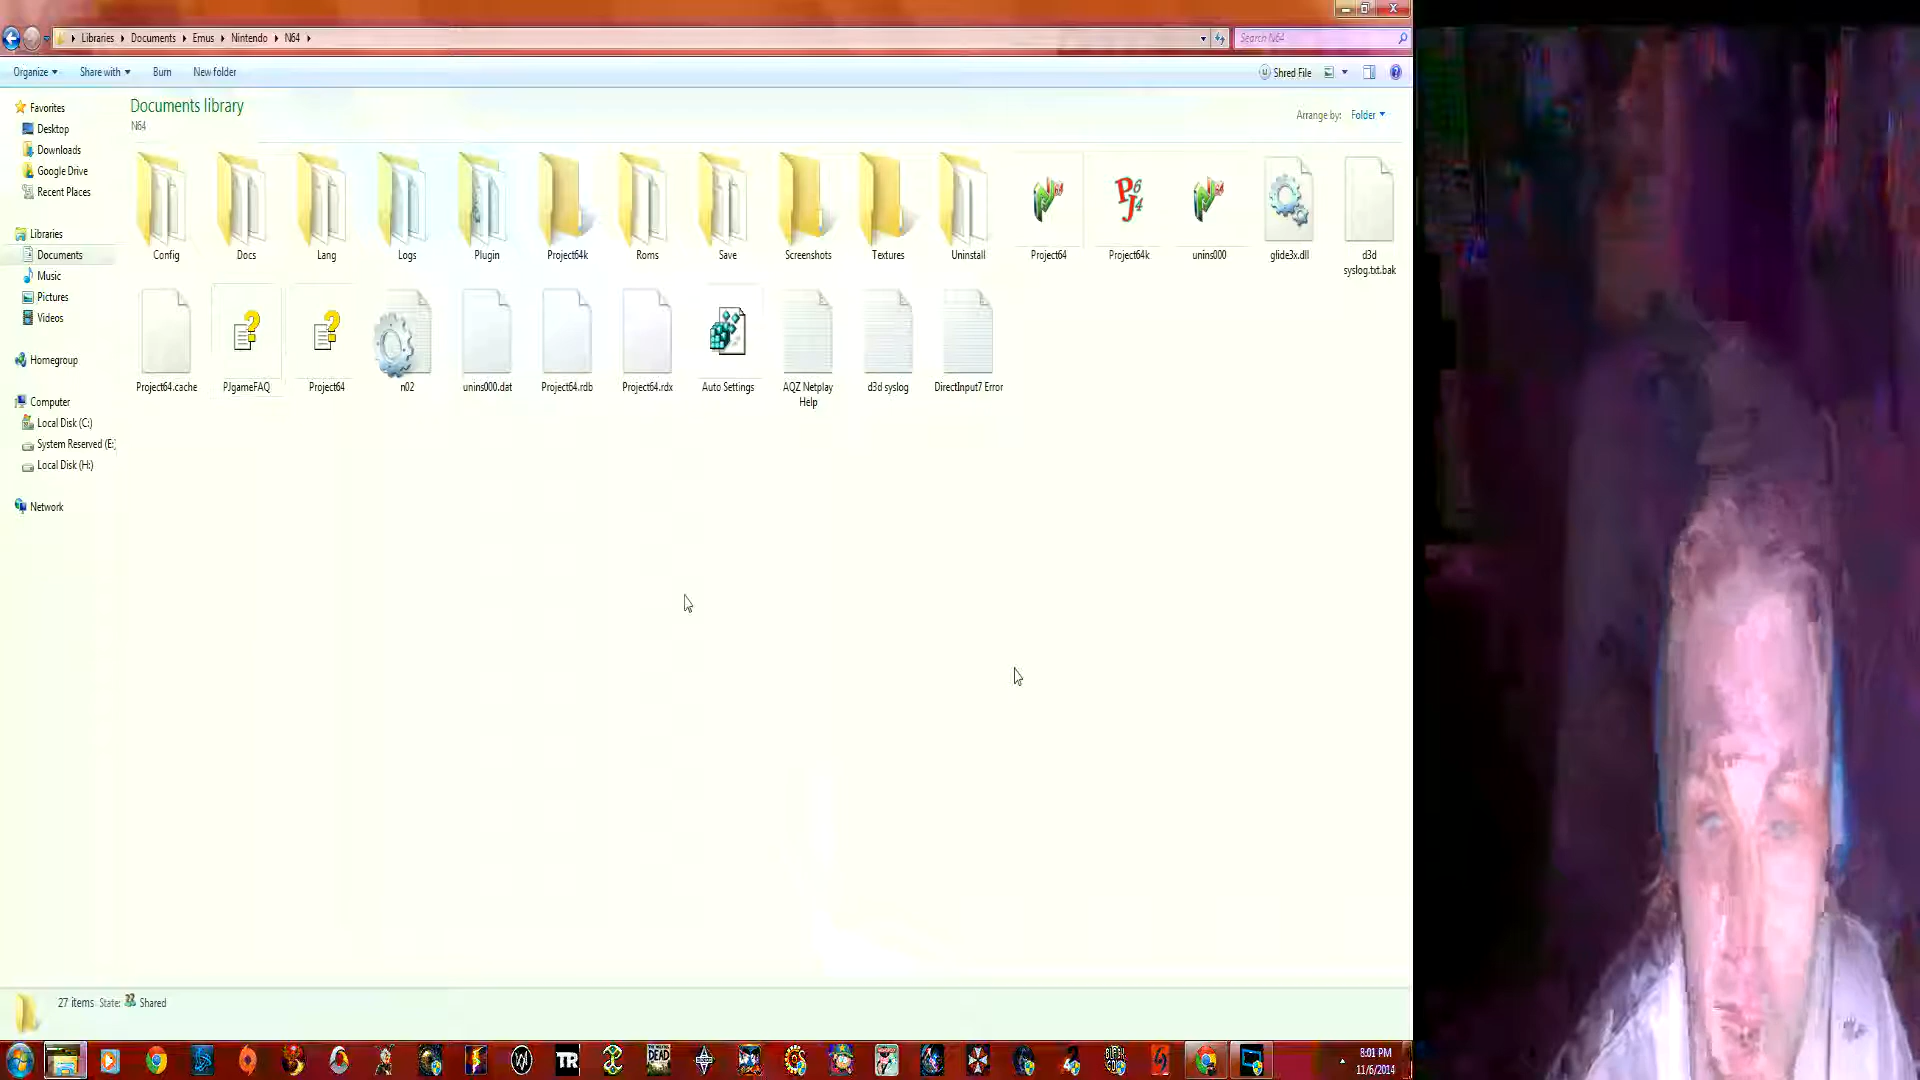 Libraries Documents Emus Nintendo N64
Search N64
Organize Share with Burn New folder
Shred File
Documents library
N64
Arrange by: Folder
Favorites
Desktop
Downloads
Google Drive
Recent Places
Libraries
Documents
Music
Pictures
Videos
Homegroup
Computer
Local Disk (C:)
System Reserved (E:)
Local Disk (H:)
Network
Config Docs Lang Logs Plugin Project64k Roms Save Screenshots Textures Uninstall Project64 Project64k unins000 glide3x.dll d3d
syslog.txt.bak
Project64.cache PJgameFAQ Project64 n02 unins000.dat Project64.rdb Project64.rdx Auto Settings AQZ Netplay d3d syslog DirectInput7 Error
Help
27 items State: Shared
TR
8:01 PM
11/6/2014